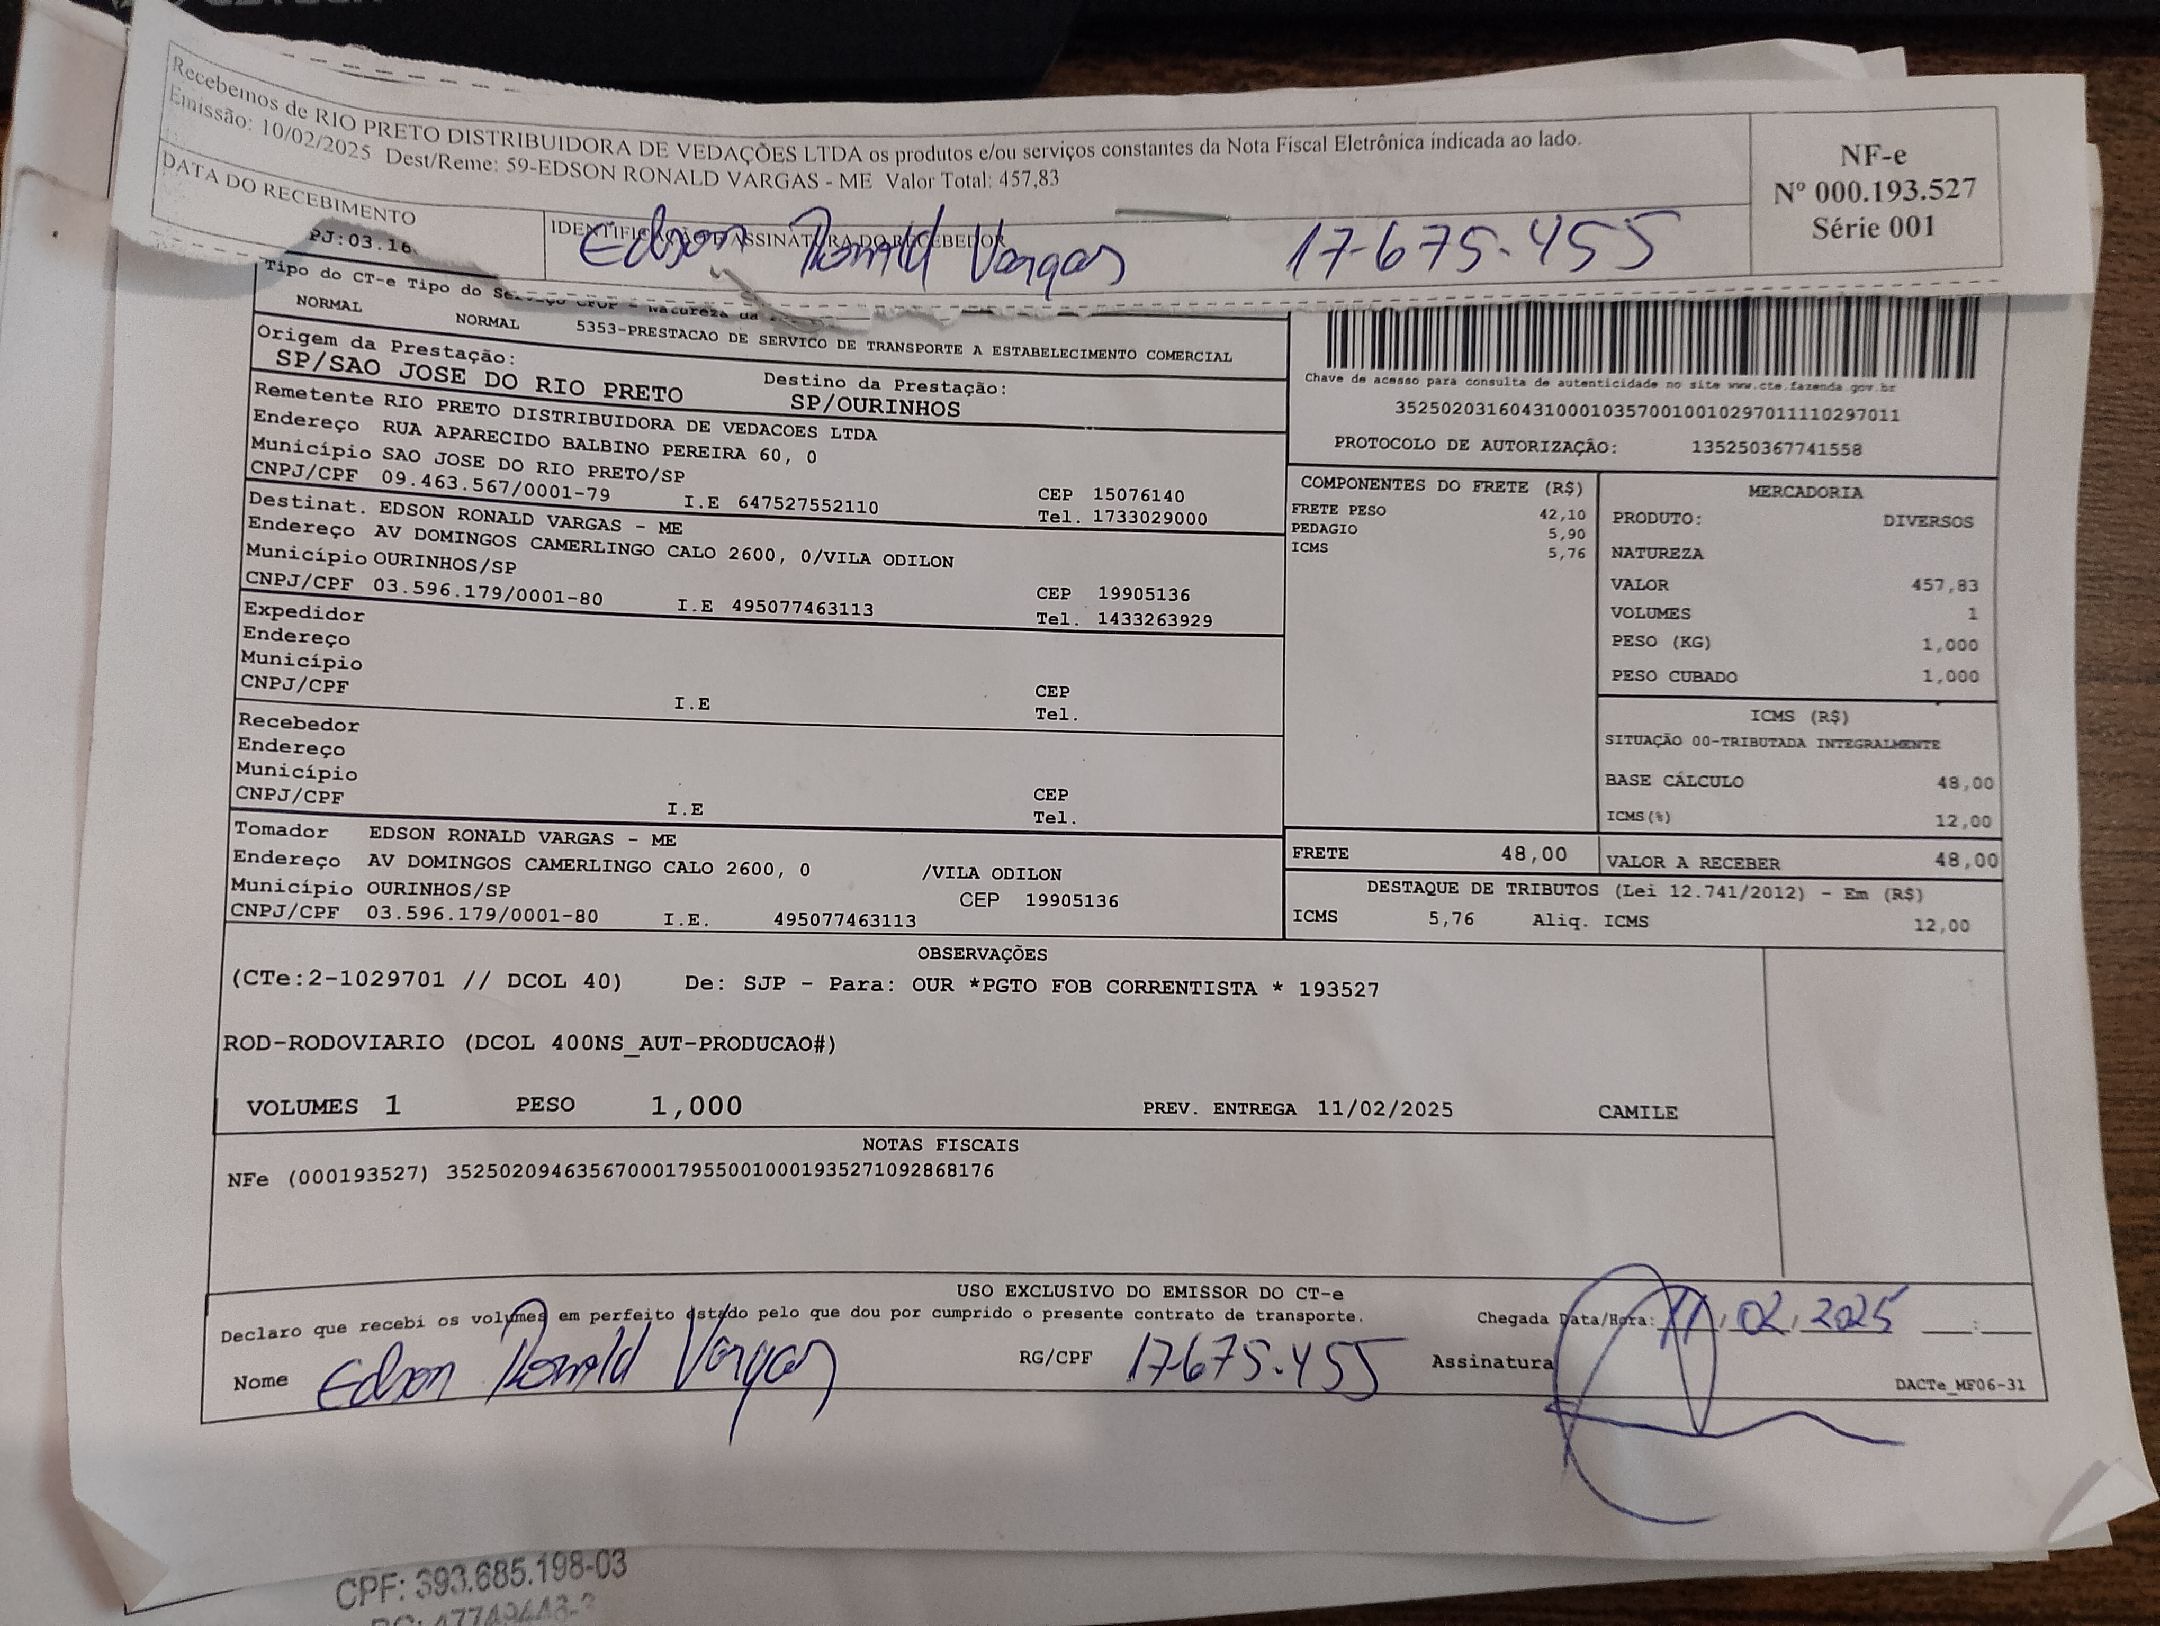 Recebemos de RIO PRETO DISTRIBUIDORA DE VEDAÇÕES LTDA os produtos e/ou serviços constantes da Nota Fiscal Eletrônica indicada ao lado.
Emissão: 10/02/2025 Dest/Reme: 59-EDSON RONALD VARGAS - ME Valor Total: 457,83
NF-e
Nº 000.193.527
Série 001
DATA DO RECEBIMENTO
IDENTIFICAÇÃO E ASSINATURA DO RECEBEDOR
Edson Ronald Vargas 17-675.455
PJ:03.16
Tipo do CT-e Tipo do Serviço CFOP - Natureza da
NORMAL NORMAL 5353-PRESTACAO DE SERVICO DE TRANSPORTE A ESTABELECIMENTO COMERCIAL
Origem da Prestação: Destino da Prestação:
SP/SAO JOSE DO RIO PRETO SP/OURINHOS
Remetente RIO PRETO DISTRIBUIDORA DE VEDACOES LTDA
Endereço RUA APARECIDO BALBINO PEREIRA 60, 0
Município SAO JOSE DO RIO PRETO/SP CEP 15076140
CNPJ/CPF 09.463.567/0001-79 I.E 647527552110 Tel. 1733029000
Destinat. EDSON RONALD VARGAS - ME
Endereço AV DOMINGOS CAMERLINGO CALO 2600, 0/VILA ODILON
Município OURINHOS/SP CEP 19905136
CNPJ/CPF 03.596.179/0001-80 I.E 495077463113 Tel. 1433263929
Expedidor
Endereço
Município CEP
CNPJ/CPF I.E Tel.
Recebedor
Endereço
Município CEP
CNPJ/CPF I.E Tel.
Tomador EDSON RONALD VARGAS - ME
Endereço AV DOMINGOS CAMERLINGO CALO 2600, 0 /VILA ODILON
Município OURINHOS/SP CEP 19905136
CNPJ/CPF 03.596.179/0001-80 I.E. 495077463113
Chave de acesso para consulta de autenticidade no site www.cte.fazenda.gov.br
35250203160431000103570010010297011110297011
PROTOCOLO DE AUTORIZAÇÃO: 135250367741558
COMPONENTES DO FRETE (R$)
FRETE PESO 42,10
PEDAGIO 5,90
ICMS 5,76
MERCADORIA
PRODUTO: DIVERSOS
NATUREZA
VALOR 457,83
VOLUMES 1
PESO (KG) 1,000
PESO CUBADO 1,000
ICMS (R$)
SITUAÇÃO 00-TRIBUTADA INTEGRALMENTE
BASE CÁLCULO 48,00
ICMS(%) 12,00
FRETE 48,00 VALOR A RECEBER 48,00
DESTAQUE DE TRIBUTOS (Lei 12.741/2012) - Em (R$)
ICMS 5,76 Aliq. ICMS 12,00
OBSERVAÇÕES
(CTe:2-1029701 // DCOL 40) De: SJP - Para: OUR *PGTO FOB CORRENTISTA * 193527
ROD-RODOVIARIO (DCOL 400NS_AUT-PRODUCAO#)
VOLUMES 1 PESO 1,000 PREV. ENTREGA 11/02/2025 CAMILE
NOTAS FISCAIS
NFe (000193527) 35250209463567000179550010001935271092868176
USO EXCLUSIVO DO EMISSOR DO CT-e
Declaro que recebi os volumes em perfeito estado pelo que dou por cumprido o presente contrato de transporte. Chegada Data/Hora: 11/02/2025 __:__
Nome Edson Ronald Vargas RG/CPF 17675.455 Assinatura
DACTe_MF06-31
CPF: 393.685.198-03